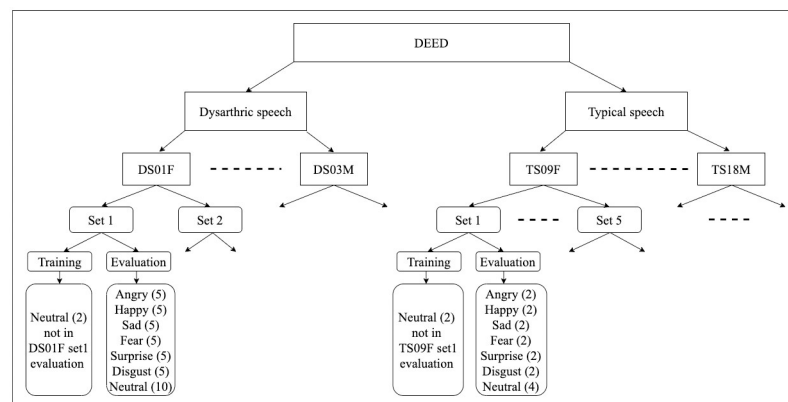 DEED
Dysarthric speech
Typical speech
DS01F
DS03M
TS09F
TS18M
Set 1
Set 2
Set 1
Set 5
Training
Evaluation
Training
Evaluation
Neutral (2)
not in
DS01F set1
evaluation
Angry (5)
Happy (5)
Sad (5)
Fear (5)
Surprise (5)
Disgust (5)
Neutral (10)
Neutral (2)
not in
TS09F set1
evaluation
Angry (2)
Happy (2)
Sad (2)
Fear (2)
Surprise (2)
Disgust (2)
Neutral (4)